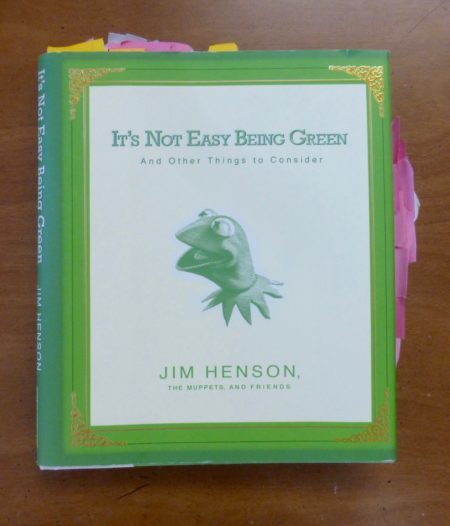 It's Not Easy Being Green
And Other Things to Consider
JIM HENSON,
THE MUPPETS, AND FRIENDS
It's Not Easy Being Green
JIM HENSON